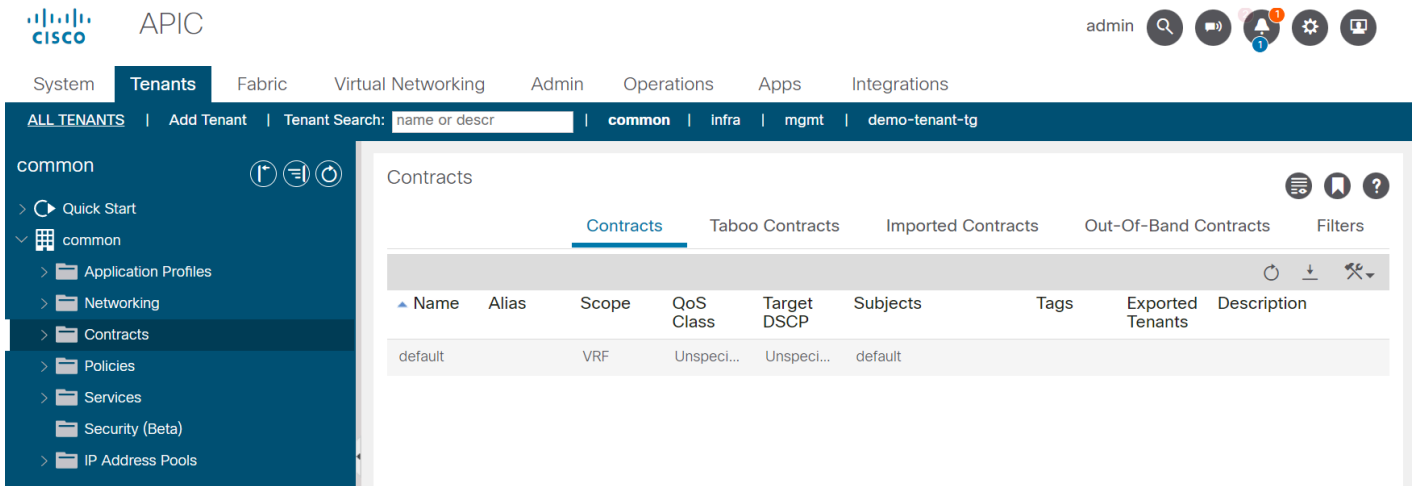 CISCO APIC admin 1 1
System Tenants Fabric Virtual Networking Admin Operations Apps Integrations
ALL TENANTS | Add Tenant | Tenant Search: name or descr | common | infra | mgmt | demo-tenant-tg
common
Quick Start
common
Application Profiles
Networking
Contracts
Policies
Services
Security (Beta)
IP Address Pools
Contracts
Contracts Taboo Contracts Imported Contracts Out-Of-Band Contracts Filters
Name Alias Scope QoS Class Target DSCP Subjects Tags Exported Tenants Description
default VRF Unspeci... Unspeci... default